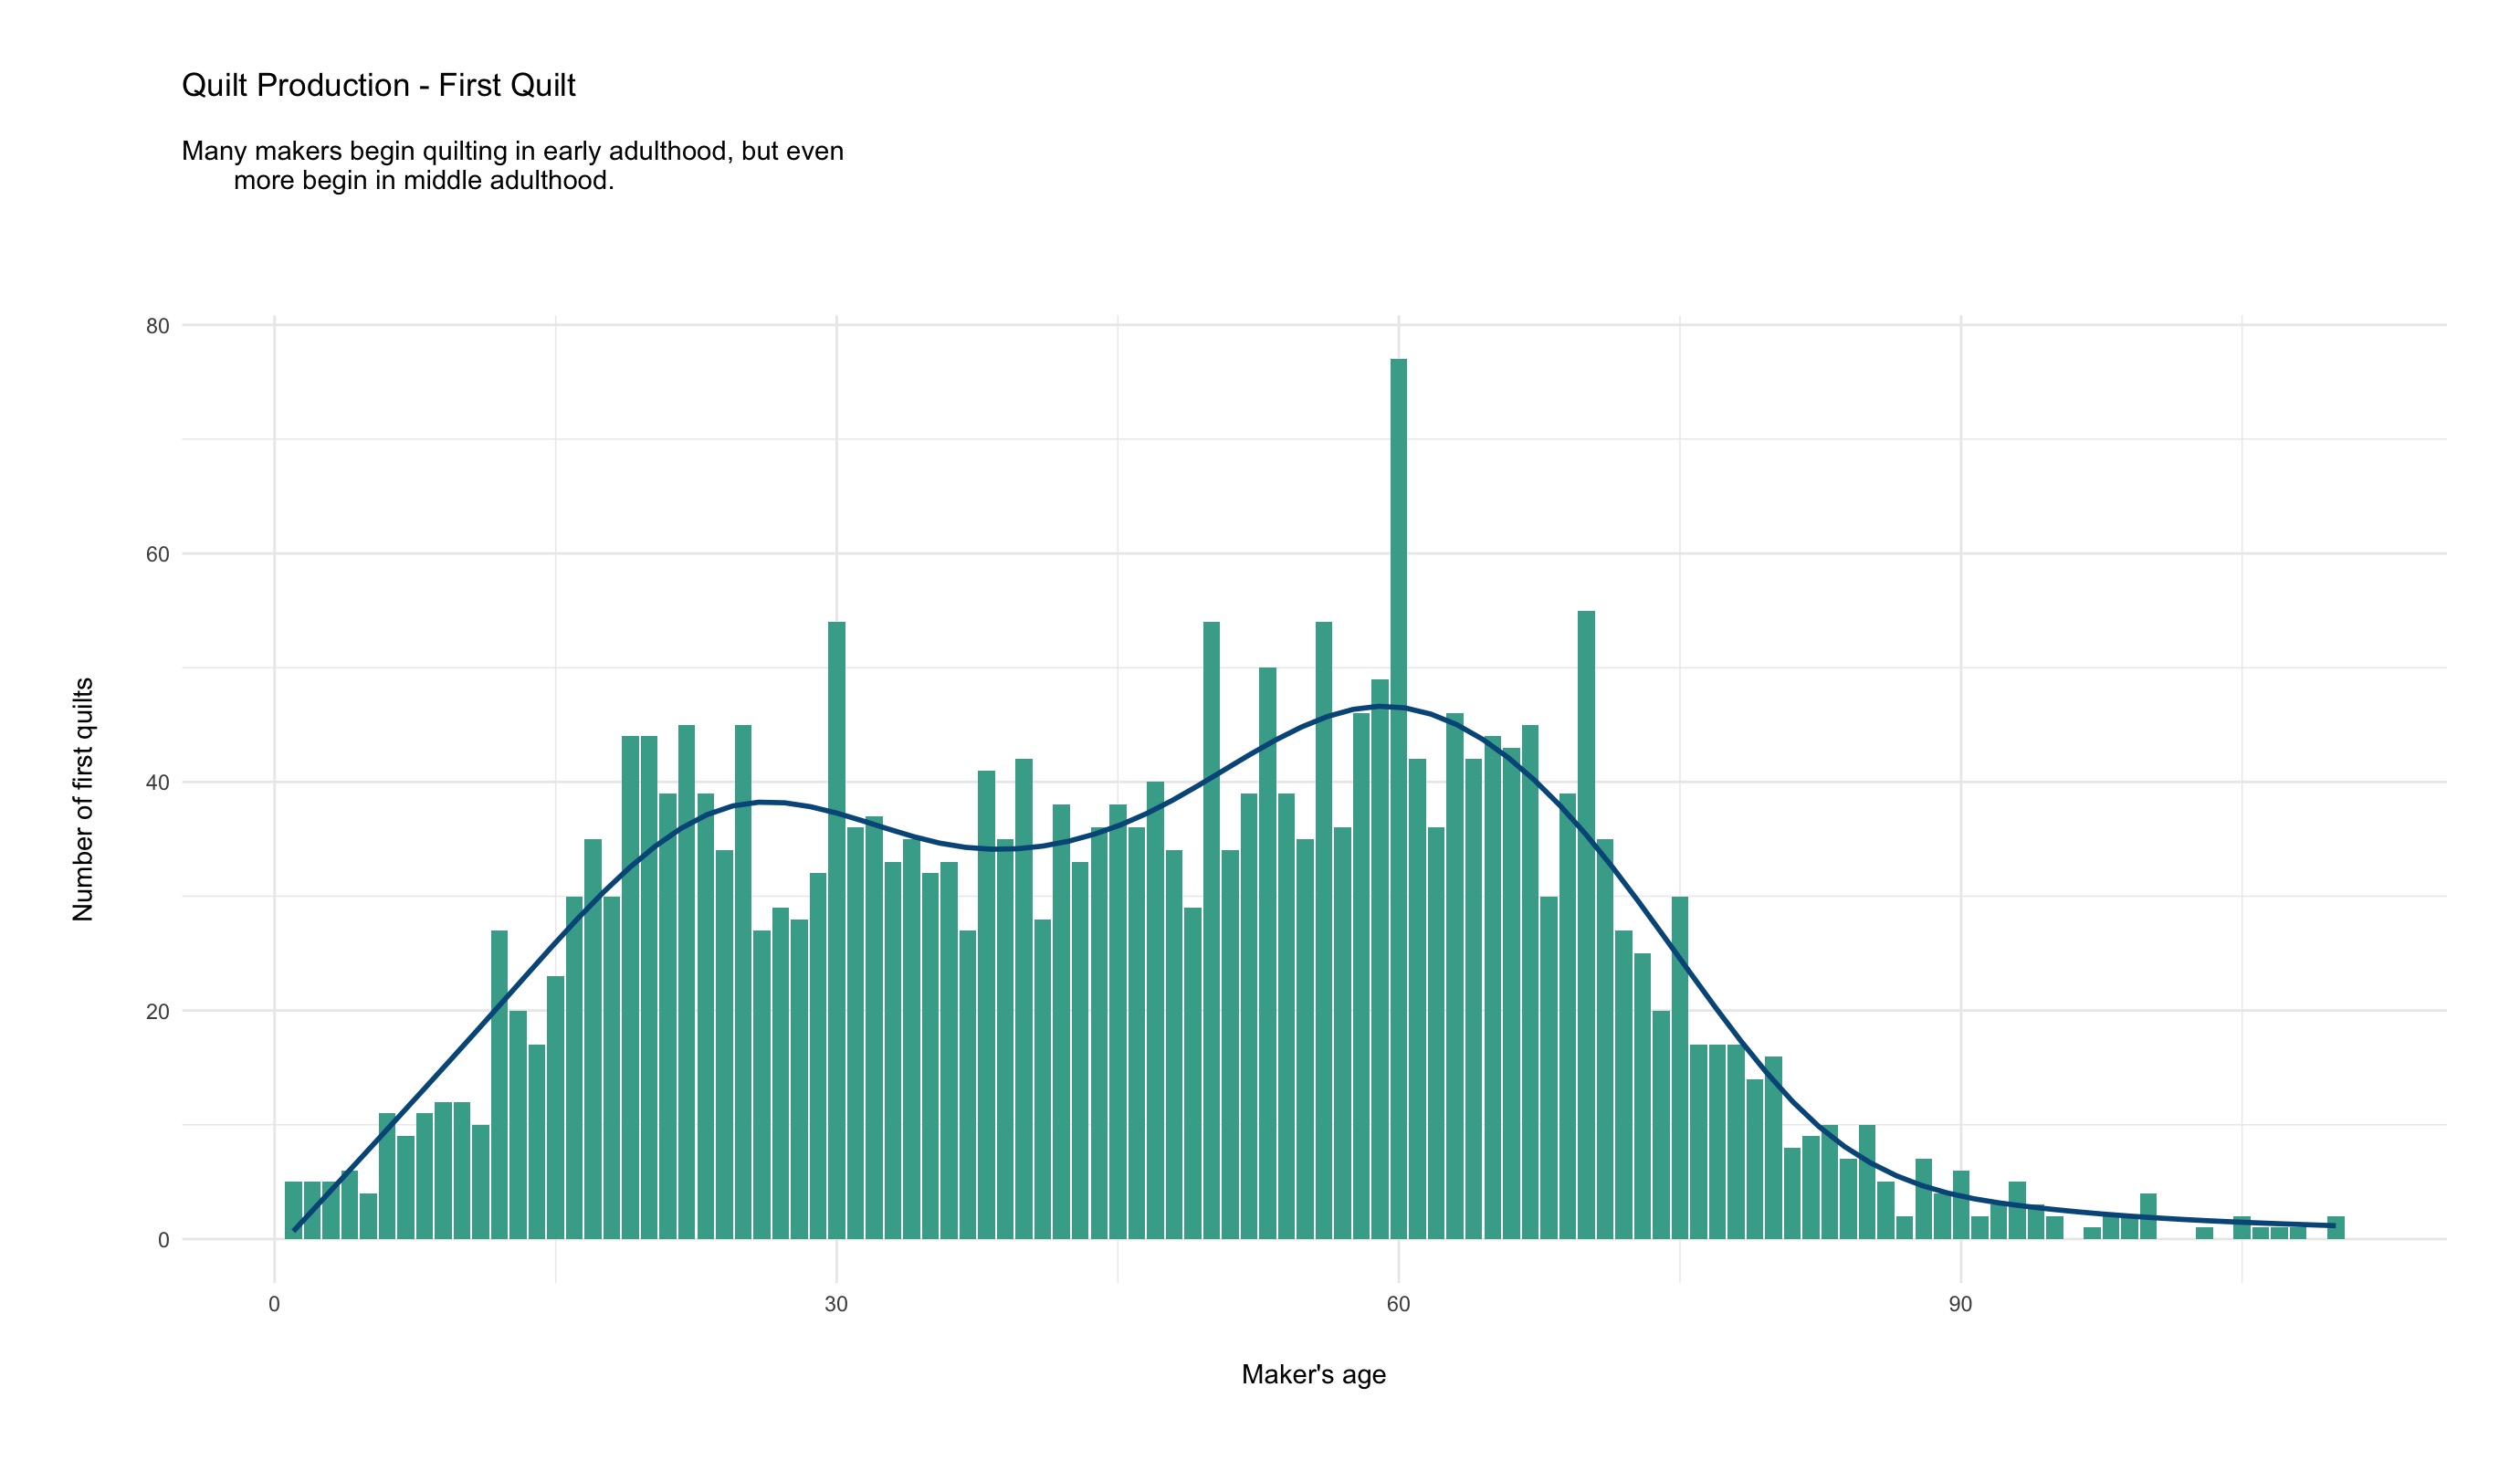 Quilt Production - First Quilt
Many makers begin quilting in early adulthood, but even
more begin in middle adulthood.
80
60
40
20
0
Number of first quilts
0
30
60
90
Maker's age